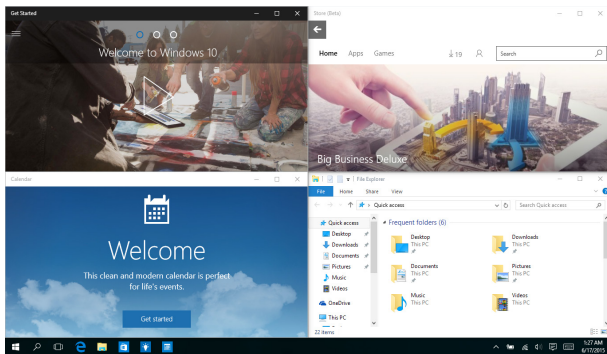 Get Started
Welcome to Windows 10
Store (Beta)
Home Apps Games 19 Search
Big Business Deluxe
Calendar
Welcome
This clean and modern calendar is perfect
for life's events.
Get started
File Explorer
File Home Share View
Quick access
Search Quick access
Quick access
Desktop
Downloads
Documents
Pictures
Music
Videos
OneDrive
This PC
Frequent folders (6)
Desktop
This PC
Downloads
This PC
Documents
This PC
Pictures
This PC
Music
This PC
Videos
This PC
22 items
1:27 AM
6/17/2015